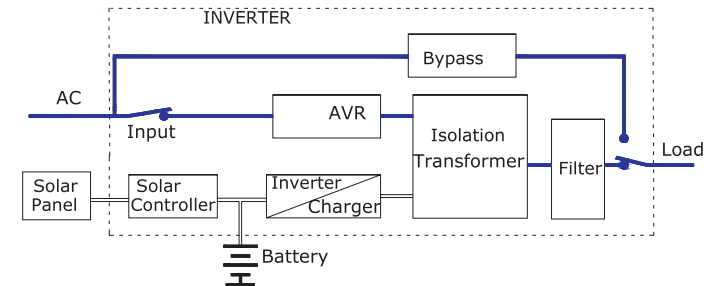 INVERTER
Bypass
AC
Input
AVR
Isolation
Transformer
Filter
Load
Solar
Panel
Solar
Controller
Inverter
Charger
Battery